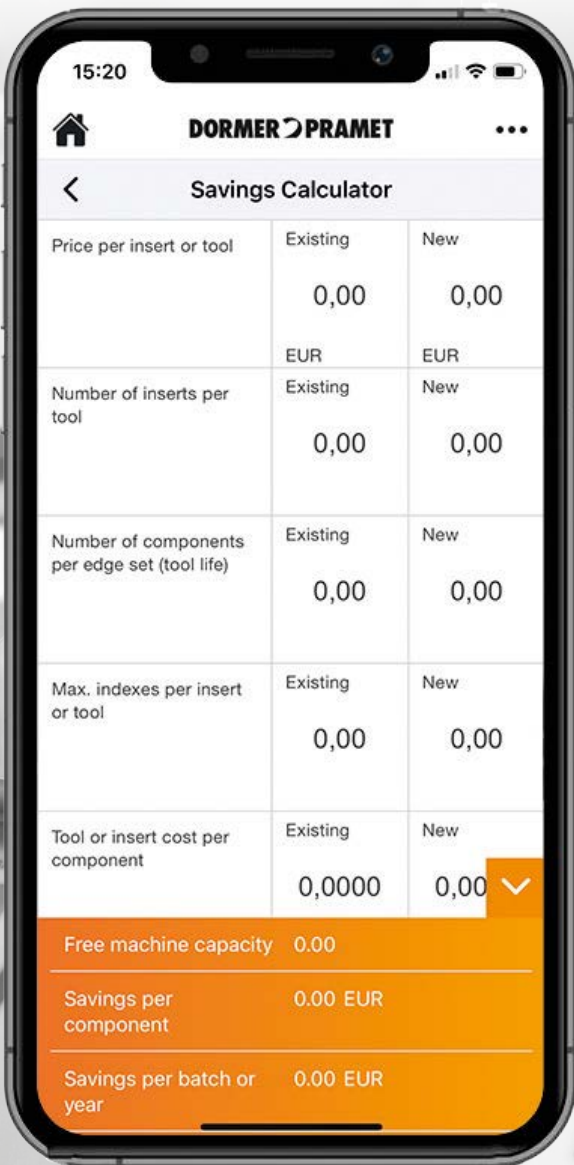 15:20
DORMER PRAMET
Savings Calculator
Price per insert or tool
Existing
New
0,00
0,00
EUR
EUR
Number of inserts per
tool
Existing
New
0,00
0,00
Number of components
per edge set (tool life)
Existing
New
0,00
0,00
Max. indexes per insert
or tool
Existing
New
0,00
0,00
Tool or insert cost per
component
Existing
New
0,0000
0,00
Free machine capacity 0.00
Savings per
component
0.00 EUR
Savings per batch or
year
0.00 EUR